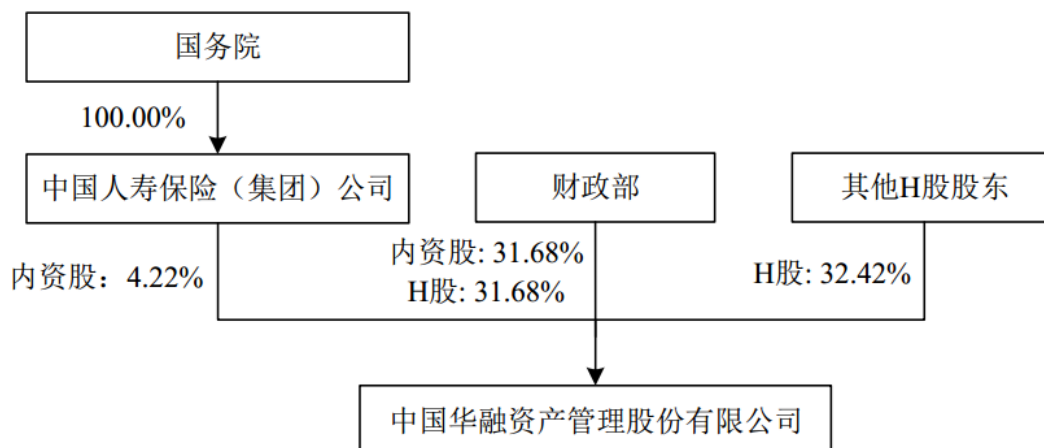 国务院
100.00%
中国人寿保险（集团）公司
财政部
其他H股股东
内资股：4.22%
内资股: 31.68%
H股: 31.68%
H股: 32.42%
中国华融资产管理股份有限公司